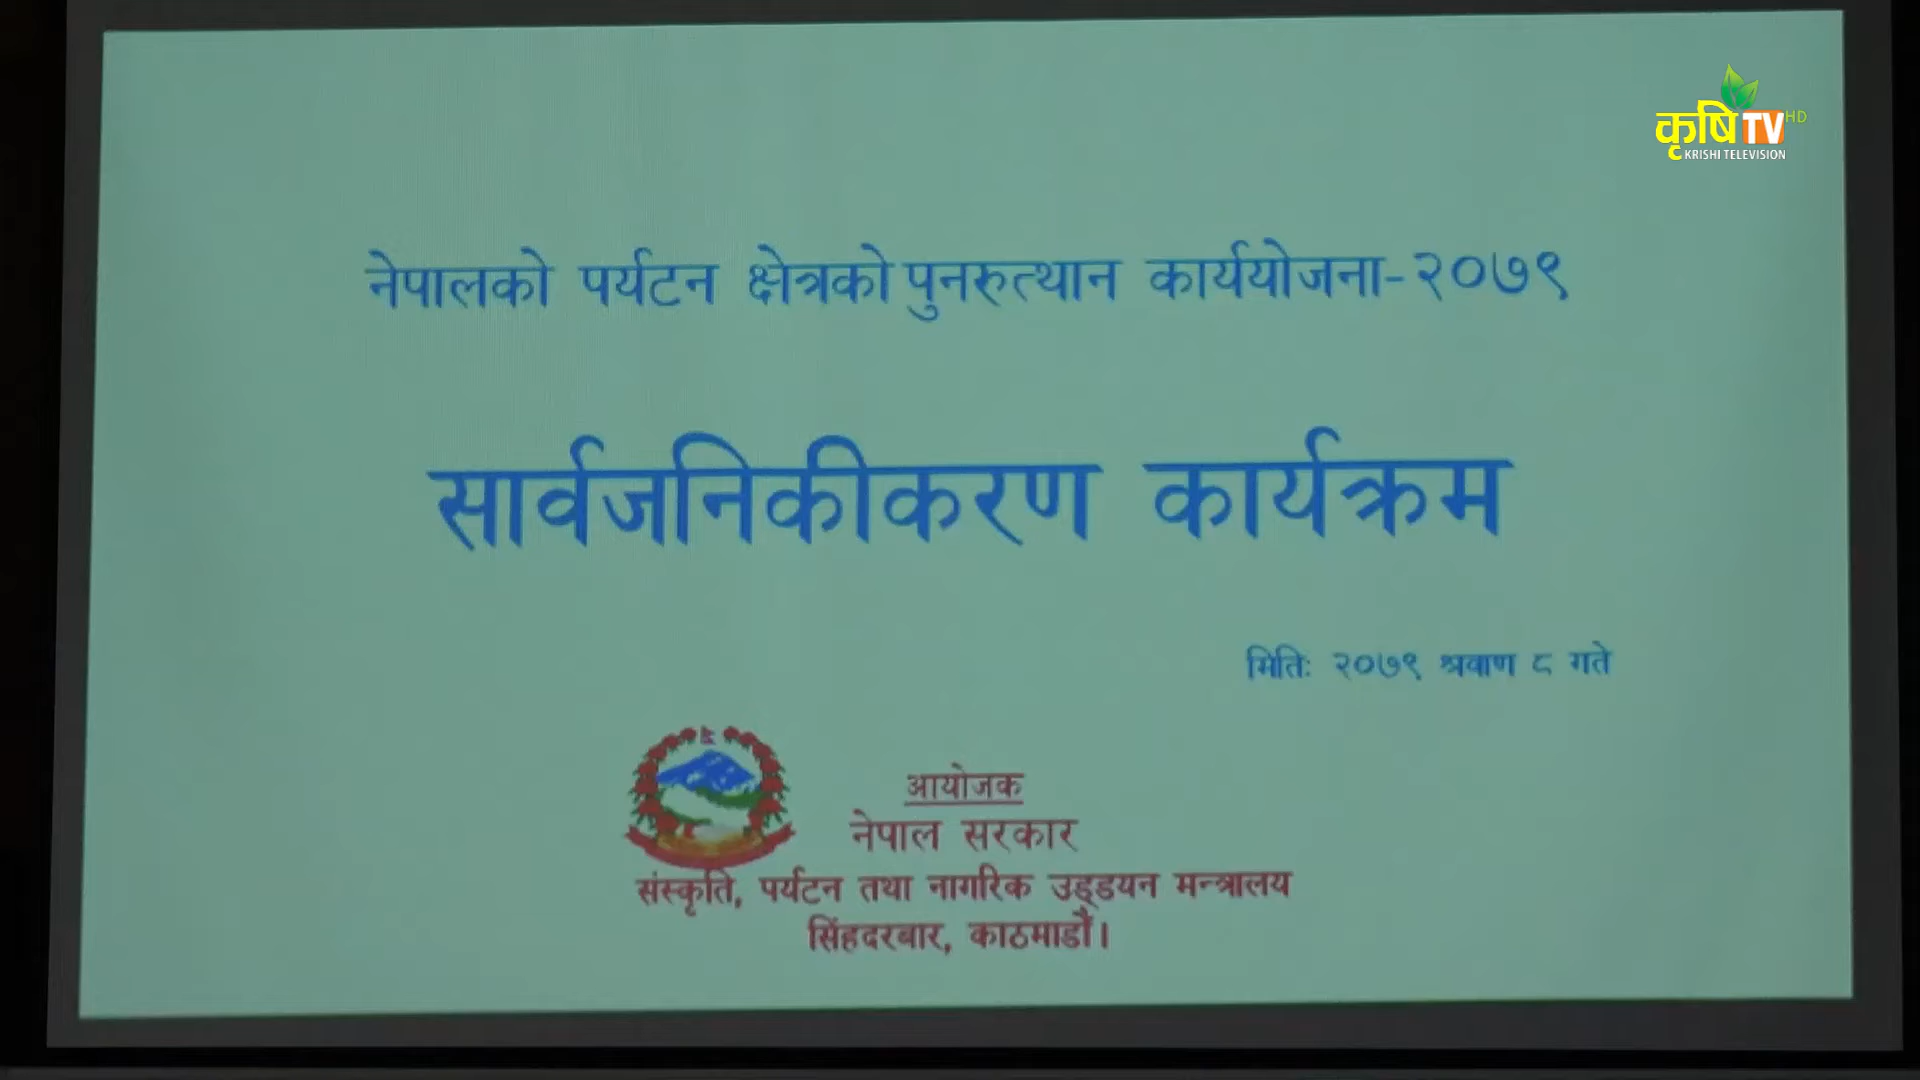 कृषि TV HD
KRISHI TELEVISION
नेपालको पर्यटन क्षेत्रको पुनरुत्थान कार्ययोजना-२०७९
सार्वजनिकीकरण कार्यक्रम
मितिः २०७९ श्रवाण ८ गते
आयोजक
नेपाल सरकार
संस्कृति, पर्यटन तथा नागरिक उड्डयन मन्त्रालय
सिंहदरबार, काठमाडौं।